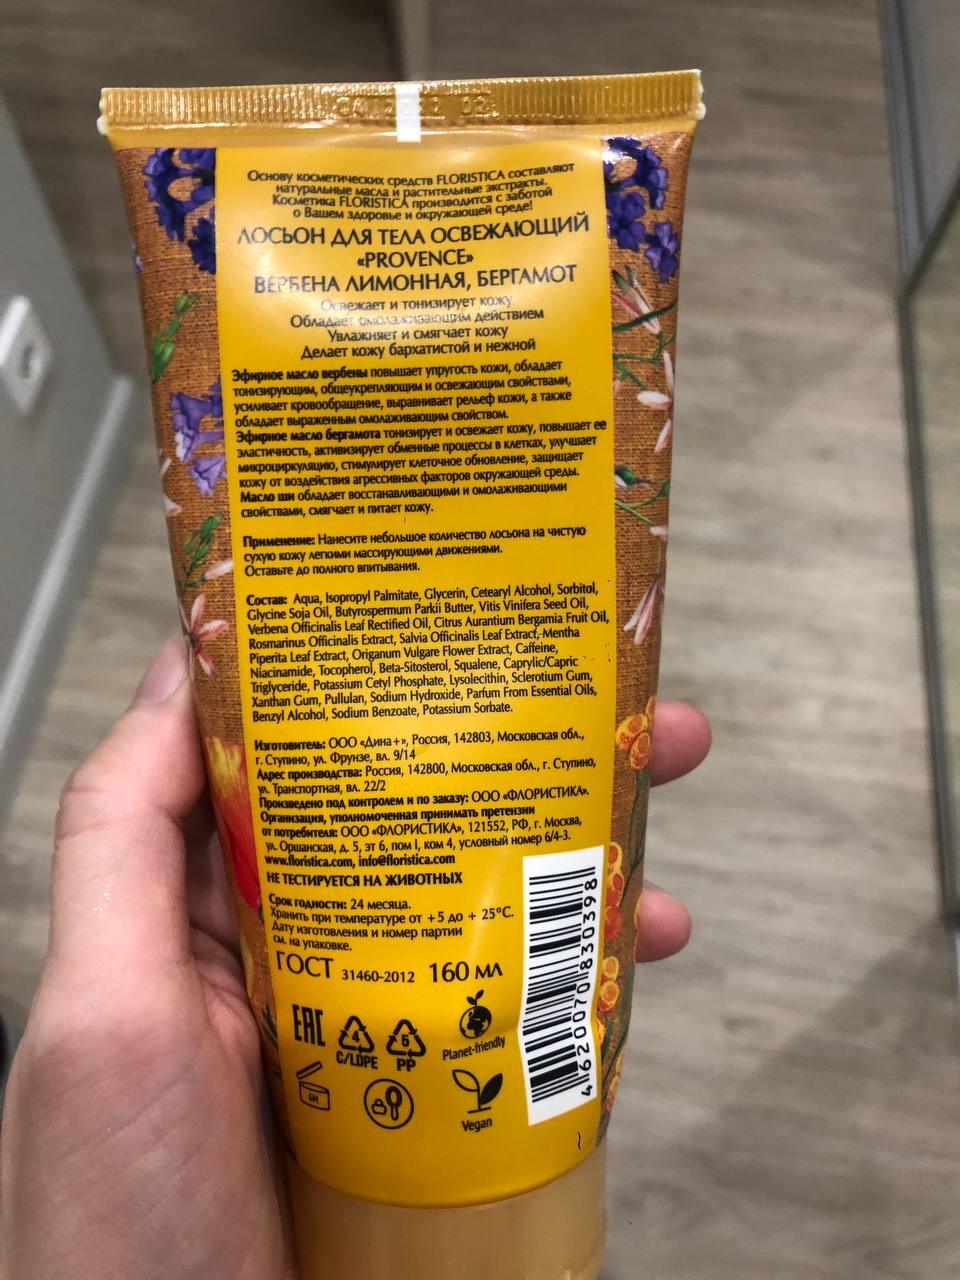 Основу косметических средств FLORISTICA составляют
натуральные масла и растительные экстракты.
Косметика FLORISTICA производится с заботой
о Вашем здоровье и окружающей среде!
ЛОСЬОН ДЛЯ ТЕЛА ОСВЕЖАЮЩИЙ
«PROVENCE»
ВЕРБЕНА ЛИМОННАЯ, БЕРГАМОТ
Освежает и тонизирует кожу
Обладает омолаживающим действием
Увлажняет и смягчает кожу
Делает кожу бархатистой и нежной
Эфирное масло вербены повышает упругость кожи, обладает
тонизирующим, общеукрепляющим и освежающим свойствами,
усиливает кровообращение, выравнивает рельеф кожи, а также
обладает выраженным омолаживающим свойством.
Эфирное масло бергамота тонизирует и освежает кожу, повышает ее
эластичность, активизирует обменные процессы в клетках, улучшает
микроциркуляцию, стимулирует клеточное обновление, защищает
кожу от воздействия агрессивных факторов окружающей среды.
Масло ши обладает восстанавливающими и омолаживающими
свойствами, смягчает и питает кожу.
Применение: Нанесите небольшое количество лосьона на чистую
сухую кожу легкими массирующими движениями.
Оставьте до полного впитывания.
Состав: Aqua, Isopropyl Palmitate, Glycerin, Cetearyl Alcohol, Sorbitol,
Glycine Soja Oil, Butyrospermum Parkii Butter, Vitis Vinifera Seed Oil,
Verbena Officinalis Leaf Rectified Oil, Citrus Aurantium Bergamia Fruit Oil,
Rosmarinus Officinalis Extract, Salvia Officinalis Leaf Extract, Mentha
Piperita Leaf Extract, Origanum Vulgare Flower Extract, Caffeine,
Niacinamide, Tocopherol, Beta-Sitosterol, Squalene, Caprylic/Capric
Triglyceride, Potassium Cetyl Phosphate, Lysolecithin, Sclerotium Gum,
Xanthan Gum, Pullulan, Sodium Hydroxide, Parfum From Essential Oils,
Benzyl Alcohol, Sodium Benzoate, Potassium Sorbate.
Изготовитель: ООО «Дина+», Россия, 142803, Московская обл.,
г. Ступино, ул. Фрунзе, вл. 9/14
Адрес производства: Россия, 142800, Московская обл., г. Ступино,
ул. Транспортная, вл. 22/2
Произведено под контролем и по заказу: ООО «ФЛОРИСТИКА».
Организация, уполномоченная принимать претензии
от потребителя: ООО «ФЛОРИСТИКА», 121552, РФ, г. Москва,
ул. Оршанская, д. 5, эт 6, пом I, ком 4, условный номер 6/4-3.
www.floristica.com, info@floristica.com
НЕ ТЕСТИРУЕТСЯ НА ЖИВОТНЫХ
Срок годности: 24 месяца.
Хранить при температуре от +5 до + 25°С.
Дату изготовления и номер партии
см. на упаковке.
ГОСТ 31460-2012 160 мл
EAC
4
C/LDPE
5
PP
Planet-friendly
6M
Vegan
4620070830398